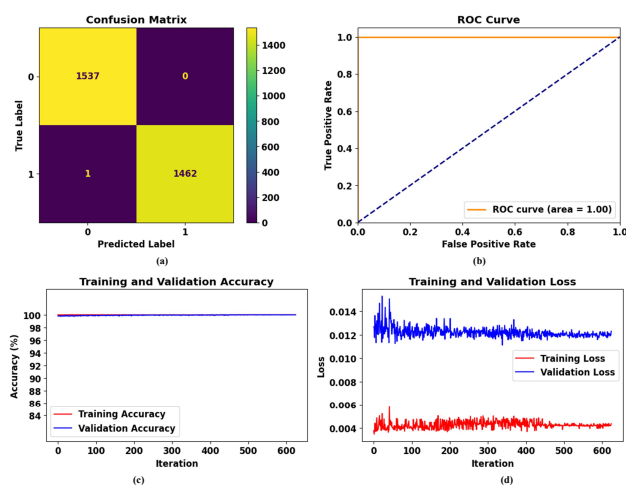 Confusion Matrix
True Label
0
1
1537
0
1
1462
0
1
Predicted Label
1400
1200
1000
800
600
400
200
0
(a)
ROC Curve
True Positive Rate
1.0
0.8
0.6
0.4
0.2
0.0
0.0
0.2
0.4
0.6
0.8
1.0
ROC curve (area = 1.00)
False Positive Rate
(b)
Training and Validation Accuracy
Accuracy (%)
100
98
96
94
92
90
88
86
84
Training Accuracy
Validation Accuracy
0
100
200
300
400
500
600
Iteration
(c)
Training and Validation Loss
Loss
0.014
0.012
0.010
0.008
0.006
0.004
Training Loss
Validation Loss
0
100
200
300
400
500
600
Iteration
(d)